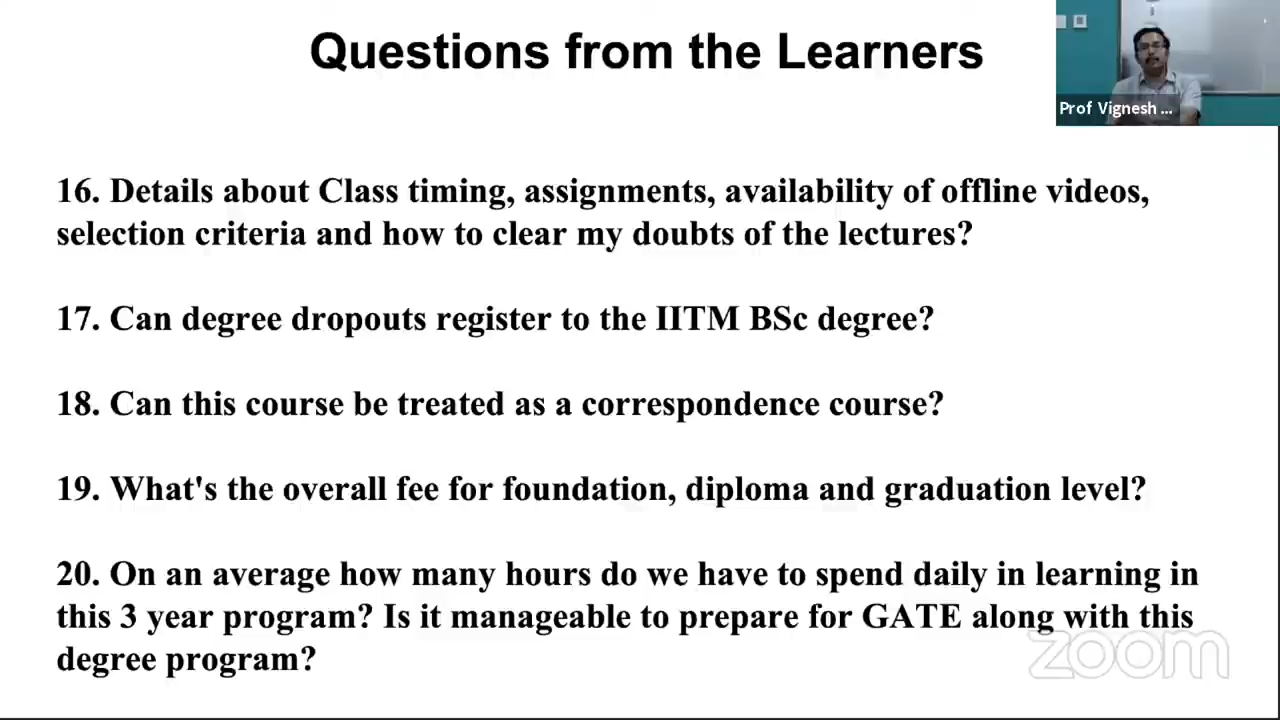 Questions from the Learners
Prof Vignesh ...
16. Details about Class timing, assignments, availability of offline videos,
selection criteria and how to clear my doubts of the lectures?
17. Can degree dropouts register to the IITM BSc degree?
18. Can this course be treated as a correspondence course?
19. What's the overall fee for foundation, diploma and graduation level?
20. On an average how many hours do we have to spend daily in learning in
this 3 year program? Is it manageable to prepare for GATE along with this
degree program?
zoom